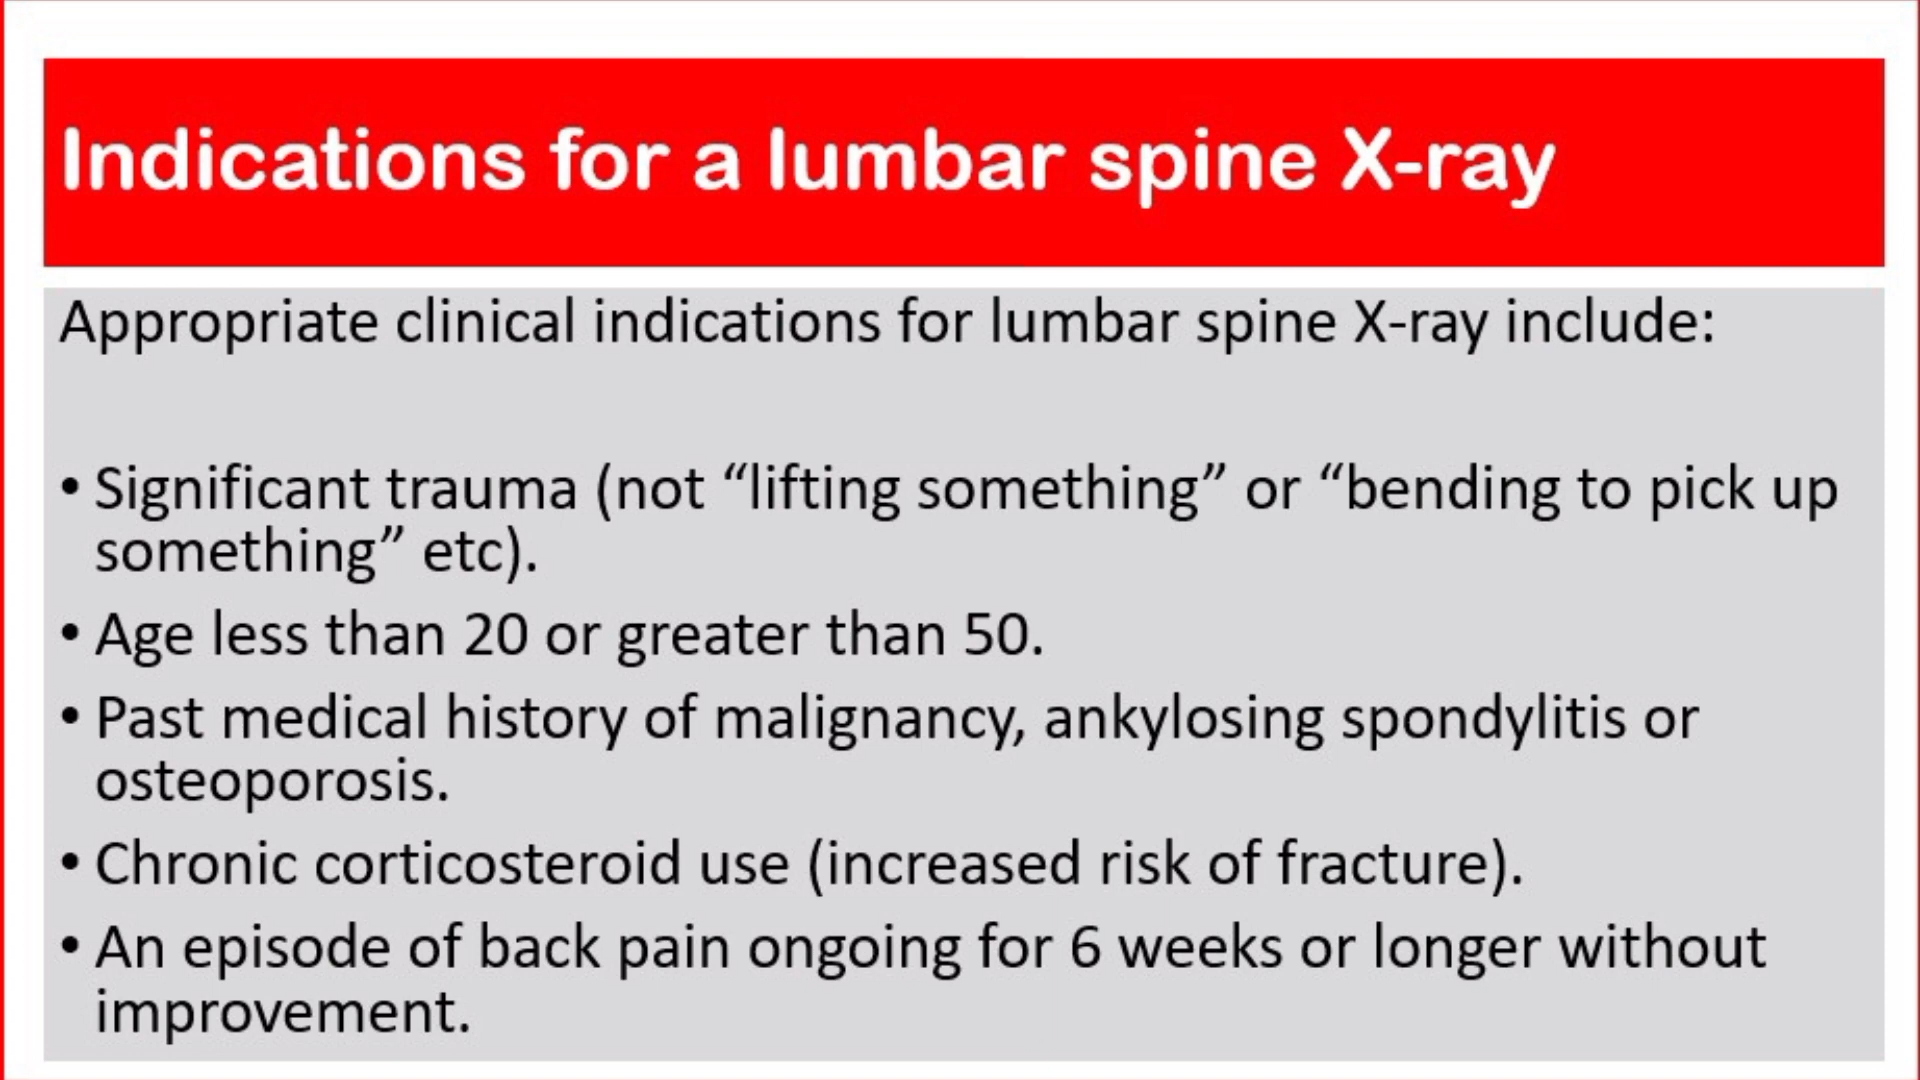 Indications for a lumbar spine X-ray
Appropriate clinical indications for lumbar spine X-ray include:
• Significant trauma (not “lifting something” or “bending to pick up
something” etc).
• Age less than 20 or greater than 50.
• Past medical history of malignancy, ankylosing spondylitis or
osteoporosis.
• Chronic corticosteroid use (increased risk of fracture).
• An episode of back pain ongoing for 6 weeks or longer without
improvement.